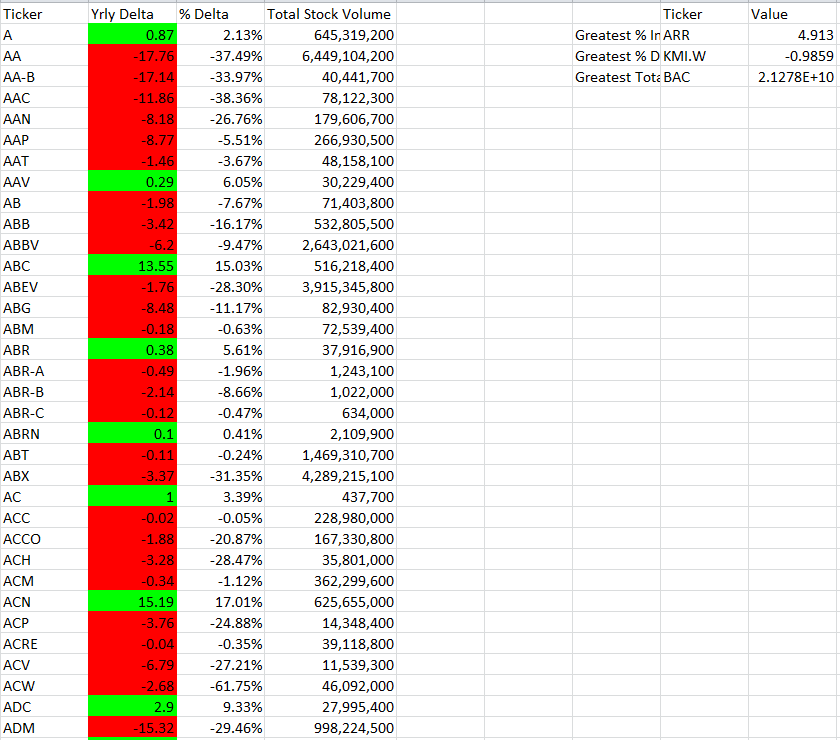 Ticker Yrly Delta % Delta Total Stock Volume Ticker Value
A 0.87 2.13% 645,319,200 Greatest % In ARR 4.913
AA -17.76 -37.49% 6,449,104,200 Greatest % D KMI.W -0.9859
AA-B -17.14 -33.97% 40,441,700 Greatest Tota BAC 2.1278E+10
AAC -11.86 -38.36% 78,122,300
AAN -8.18 -26.76% 179,606,700
AAP -8.77 -5.51% 266,930,500
AAT -1.46 -3.67% 48,158,100
AAV 0.29 6.05% 30,229,400
AB -1.98 -7.67% 71,403,800
ABB -3.42 -16.17% 532,805,500
ABBV -6.2 -9.47% 2,643,021,600
ABC 13.55 15.03% 516,218,400
ABEV -1.76 -28.30% 3,915,345,800
ABG -8.48 -11.17% 82,930,400
ABM -0.18 -0.63% 72,539,400
ABR 0.38 5.61% 37,916,900
ABR-A -0.49 -1.96% 1,243,100
ABR-B -2.14 -8.66% 1,022,000
ABR-C -0.12 -0.47% 634,000
ABRN 0.1 0.41% 2,109,900
ABT -0.11 -0.24% 1,469,310,700
ABX -3.37 -31.35% 4,289,215,100
AC 1 3.39% 437,700
ACC -0.02 -0.05% 228,980,000
ACCO -1.88 -20.87% 167,330,800
ACH -3.28 -28.47% 35,801,000
ACM -0.34 -1.12% 362,299,600
ACN 15.19 17.01% 625,655,000
ACP -3.76 -24.88% 14,348,400
ACRE -0.04 -0.35% 39,118,800
ACV -6.79 -27.21% 11,539,300
ACW -2.68 -61.75% 46,092,000
ADC 2.9 9.33% 27,995,400
ADM -15.32 -29.46% 998,224,500